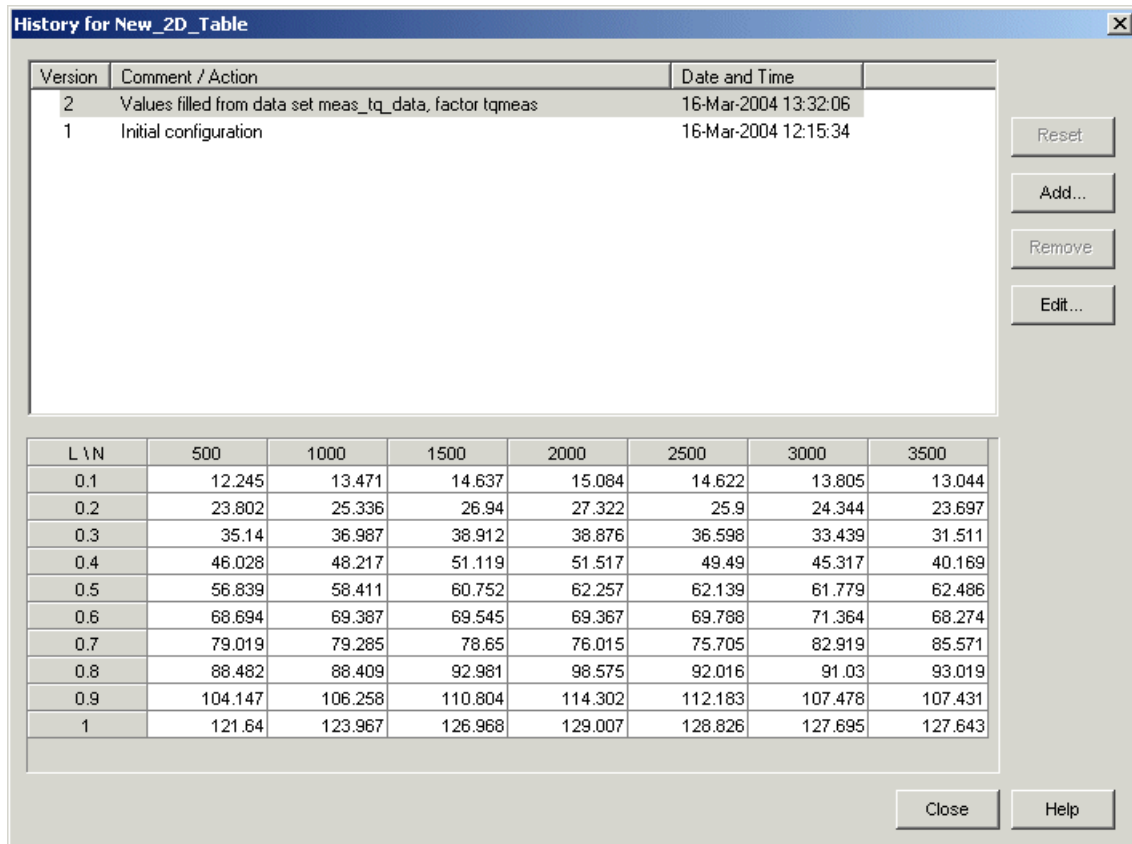 History for New_2D_Table
Version Comment / Action Date and Time
2 Values filled from data set meas_tq_data, factor tqmeas 16-Mar-2004 13:32:06
1 Initial configuration 16-Mar-2004 12:15:34
Reset
Add...
Remove
Edit...
L \ N 500 1000 1500 2000 2500 3000 3500
0.1 12.245 13.471 14.637 15.084 14.622 13.805 13.044
0.2 23.802 25.336 26.94 27.322 25.9 24.344 23.697
0.3 35.14 36.987 38.912 38.876 36.598 33.439 31.511
0.4 46.028 48.217 51.119 51.517 49.49 45.317 40.169
0.5 56.839 58.411 60.752 62.257 62.139 61.779 62.486
0.6 68.694 69.387 69.545 69.367 69.788 71.364 68.274
0.7 79.019 79.285 78.65 76.015 75.705 82.919 85.571
0.8 88.482 88.409 92.981 98.575 92.016 91.03 93.019
0.9 104.147 106.258 110.804 114.302 112.183 107.478 107.431
1 121.64 123.967 126.968 129.007 128.826 127.695 127.643
Close Help